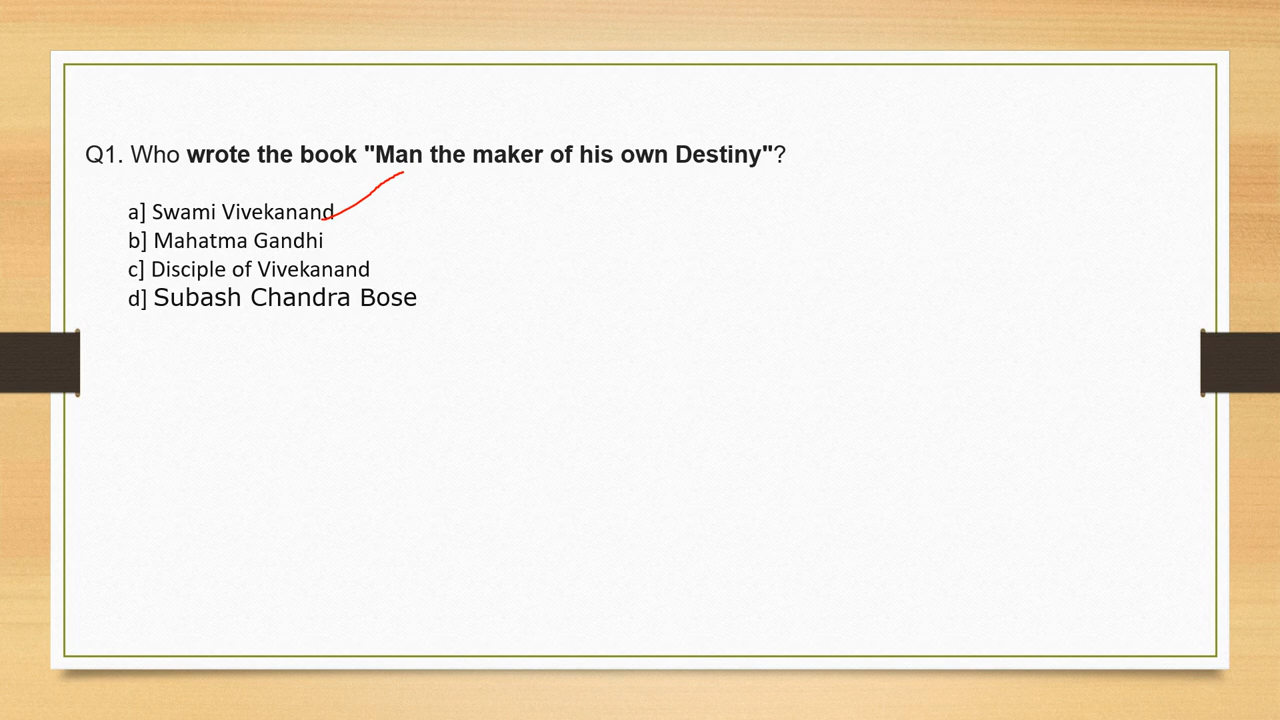 Q1. Who wrote the book "Man the maker of his own Destiny"?
a] Swami Vivekanand
b] Mahatma Gandhi
c] Disciple of Vivekanand
d] Subash Chandra Bose